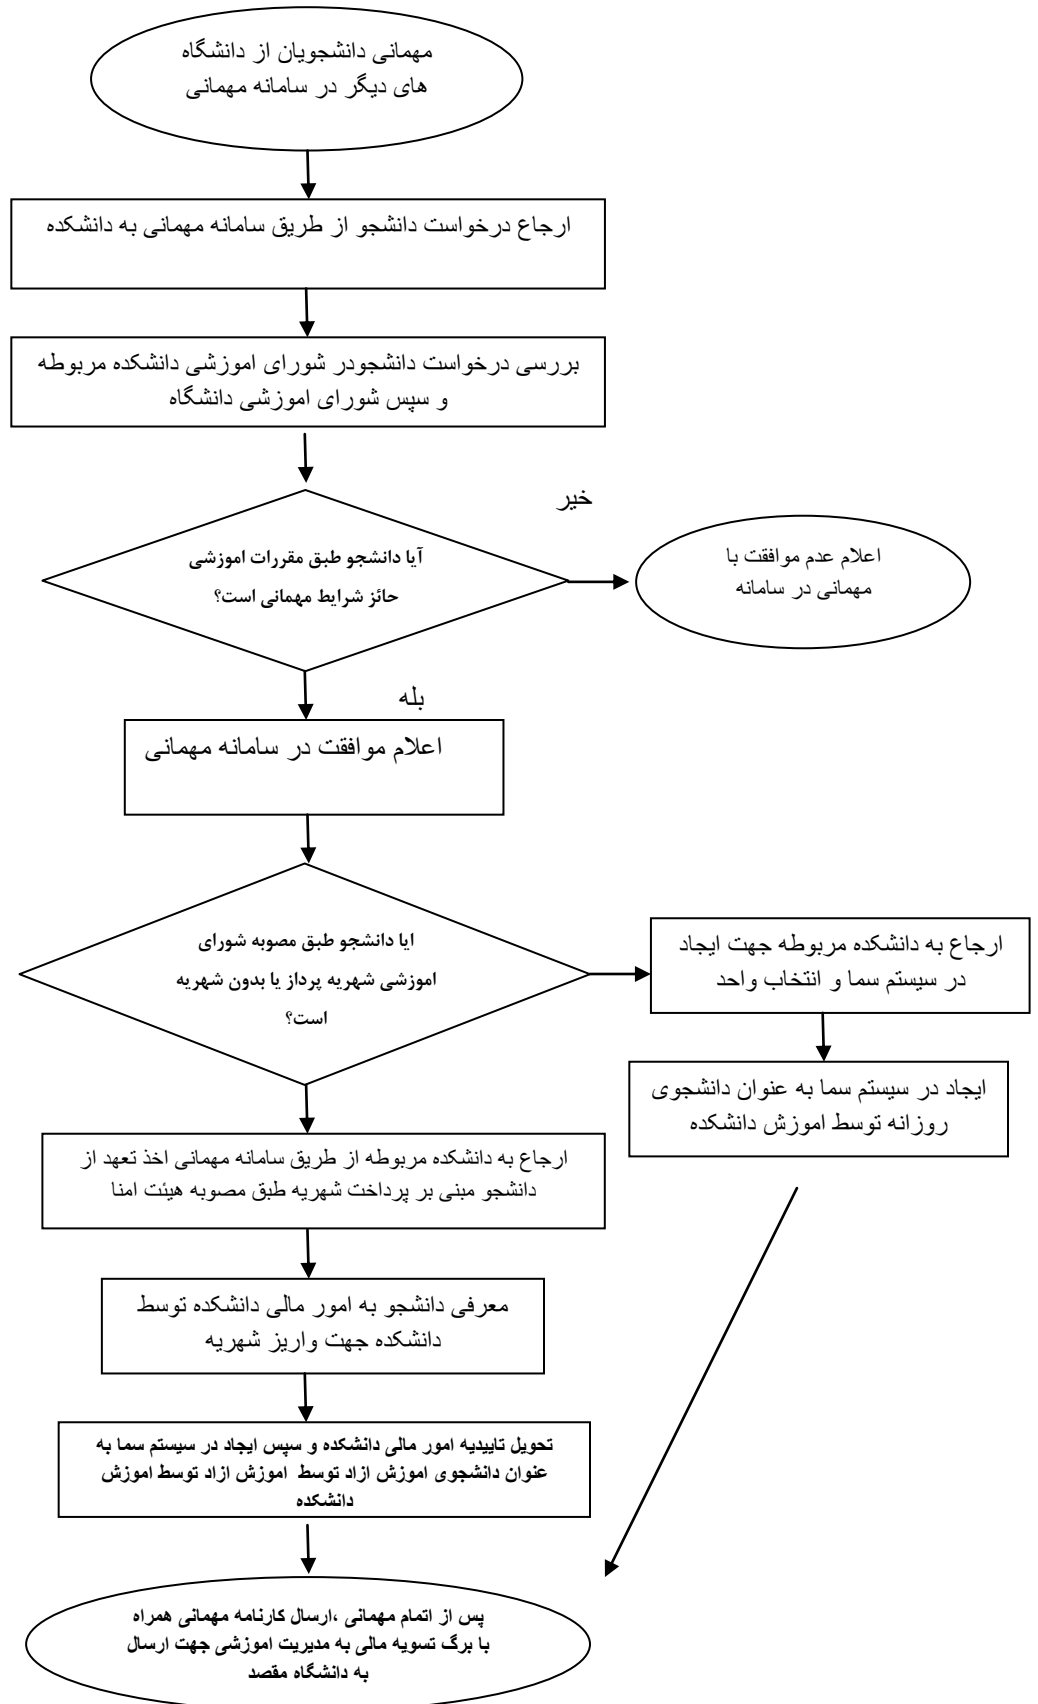 مهمانی دانشجویان از دانشگاه
های دیگر در سامانه مهمانی
ارجاع درخواست دانشجو از طریق سامانه مهمانی به دانشکده
بررسی درخواست دانشجودر شورای اموزشی دانشکده مربوطه
و سپس شورای اموزشی دانشگاه
خیر
آیا دانشجو طبق مقررات اموزشی
حائز شرایط مهمانی است؟
اعلام عدم موافقت با
مهمانی در سامانه
بله
اعلام موافقت در سامانه مهمانی
ایا دانشجو طبق مصوبه شورای
اموزشی شهریه پرداز یا بدون شهریه
است؟
ارجاع به دانشکده مربوطه جهت ایجاد
در سیستم سما و انتخاب واحد
ایجاد در سیستم سما به عنوان دانشجوی
روزانه توسط اموزش دانشکده
ارجاع به دانشکده مربوطه از طریق سامانه مهمانی اخذ تعهد از
دانشجو مبنی بر پرداخت شهریه طبق مصوبه هیئت امنا
معرفی دانشجو به امور مالی دانشکده توسط
دانشکده جهت واریز شهریه
تحویل تاییدیه امور مالی دانشکده و سپس ایجاد در سیستم سما به
عنوان دانشجوی اموزش ازاد توسط اموزش ازاد توسط اموزش
دانشکده
پس از اتمام مهمانی ،ارسال کارنامه مهمانی همراه
با برگ تسویه مالی به مدیریت اموزشی جهت ارسال
به دانشگاه مقصد